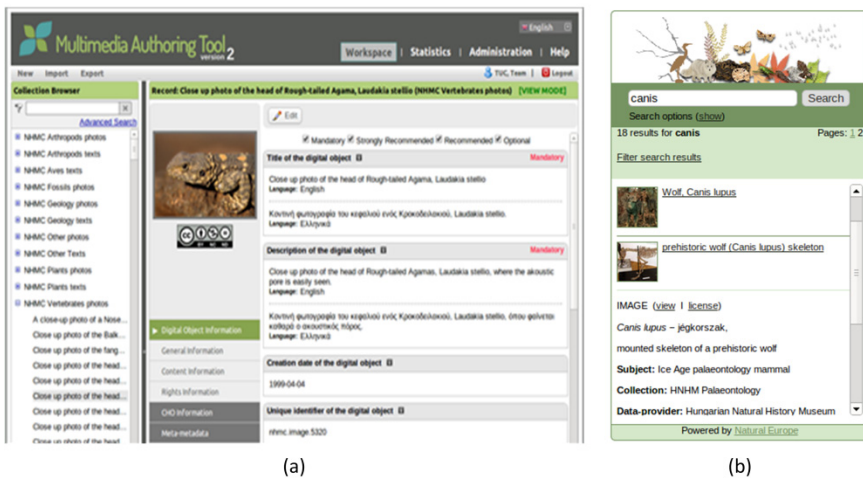 Multimedia Authoring Tool
version 2
English
Workspace | Statistics | Administration | Help
New Import Export
TUC, Team | Logout
Collection Browser
Advanced Search
NHMC Arthropods photos
NHMC Arthropods texts
NHMC Aves texts
NHMC Fossils photos
NHMC Geology photos
NHMC Geology texts
NHMC Other photos
NHMC Other Texts
NHMC Plants photos
NHMC Plants texts
NHMC Vertebrates photos
A close-up photo of a Nose...
Close up photo of the Balk...
Close up photo of the fang...
Close up photo of the head...
Close up photo of the head...
Close up photo of the head...
Close up photo of the head...
Close up photo of the head...
Close up photo of the head
Record: Close up photo of the head of Rough-tailed Agama, Laudakia stellio (NHMC Vertebrates photos) [VIEW MODE]
Edit
Mandatory Strongly Recommended Recommended Optional
BY NC ND
Digital Object Information
General Information
Content Information
Rights Information
CHO Information
Meta-metadata
Title of the digital object Mandatory
Close up photo of the head of Rough-tailed Agama, Laudakia stellio
Language: English
Κοντινή φωτογραφία του κεφαλιού ενός Κροκοδειλακιού, Laudakia stellio.
Language: Ελληνικά
Description of the digital object Mandatory
Close up photo of the head of Rough-tailed Agamas, Laudakia stellio, where the akoustic
pore is easily seen.
Language: English
Κοντινή φωτογραφία του κεφαλιού ενός Κροκοδειλακιού, Laudakia stellio, όπου φαίνεται
καθαρά ο ακουστικός πόρος.
Language: Ελληνικά
Creation date of the digital object
1999-04-04
Unique identifier of the digital object
nhmc.image.5320
(a)
canis
Search
Search options (show)
18 results for canis Pages: 1 2
Filter search results
Wolf, Canis lupus
prehistoric wolf (Canis lupus) skeleton
IMAGE (view | license)
Canis lupus – jégkorszak,
mounted skeleton of a prehistoric wolf
Subject: Ice Age palaeontology mammal
Collection: HNHM Palaeontology
Data-provider: Hungarian Natural History Museum
Powered by Natural Europe
(b)